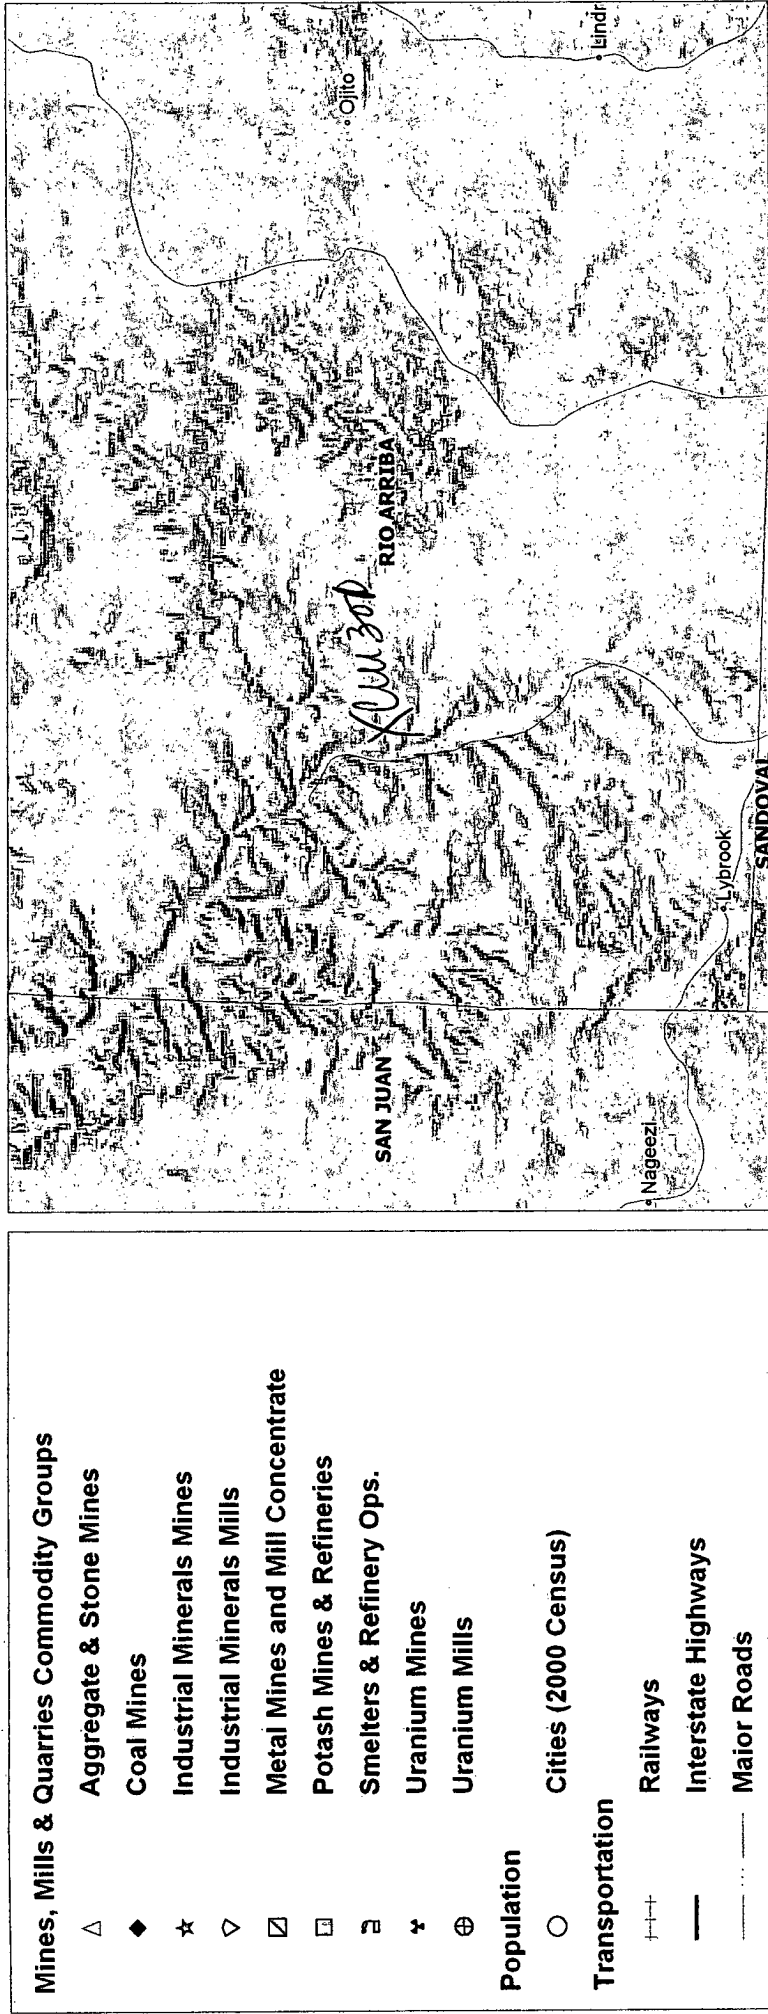 Mines, Mills & Quarries Commodity Groups
Aggregate & Stone Mines
Coal Mines
Industrial Minerals Mines
Industrial Minerals Mills
Metal Mines and Mill Concentrate
Potash Mines & Refineries
Smelters & Refinery Ops.
Uranium Mines
Uranium Mills
Population
Cities (2000 Census)
Transportation
Railways
Interstate Highways
Major Roads
Ojito
Lindr
RIO ARRIBA
SAN JUAN
Lybrook
SANDOVAL
Nageezi